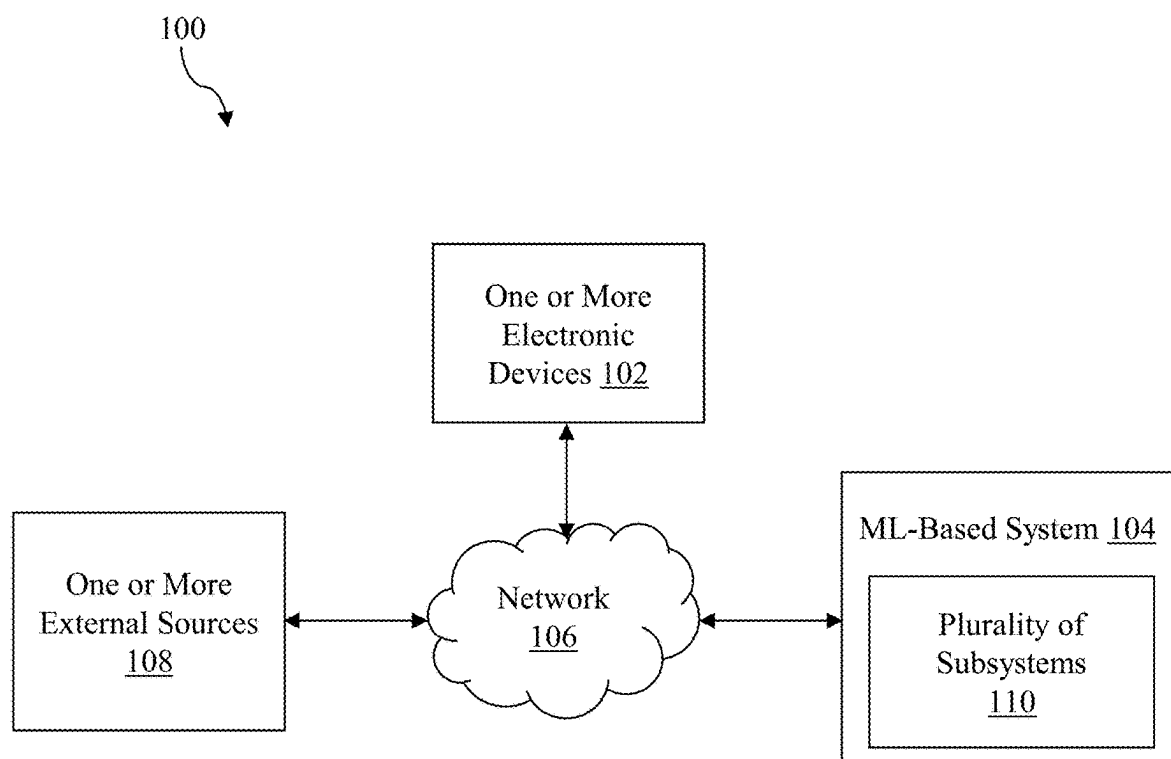 100
One or More
Electronic
Devices 102
ML-Based System 104
One or More
External Sources
108
Network
106
Plurality of
Subsystems
110